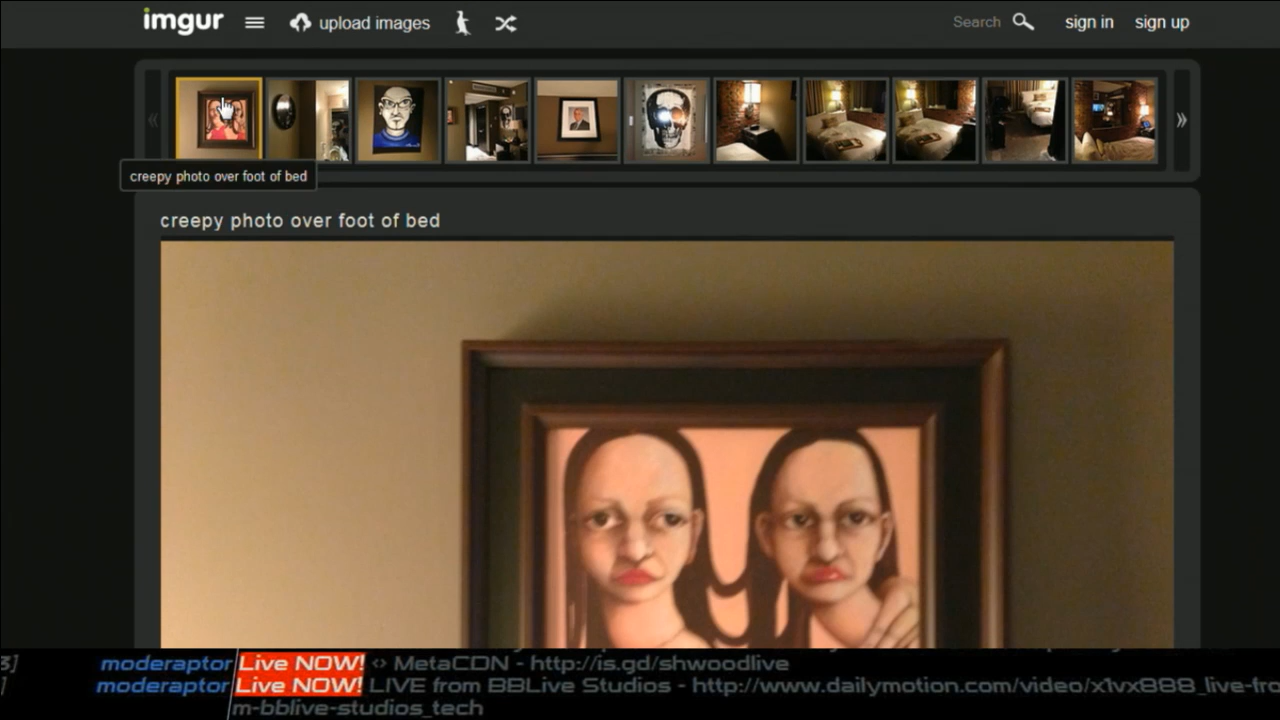 imgur
upload images
Search
sign in
sign up
creepy photo over foot of bed
creepy photo over foot of bed
3]
moderaptor Live NOW! <> MetaCDN - http://is.gd/shwoodlive
]
moderaptor Live NOW! LIVE from BBLive Studios - http://www.dailymotion.com/video/x1vx888_live-fro
m-bblive-studios_tech